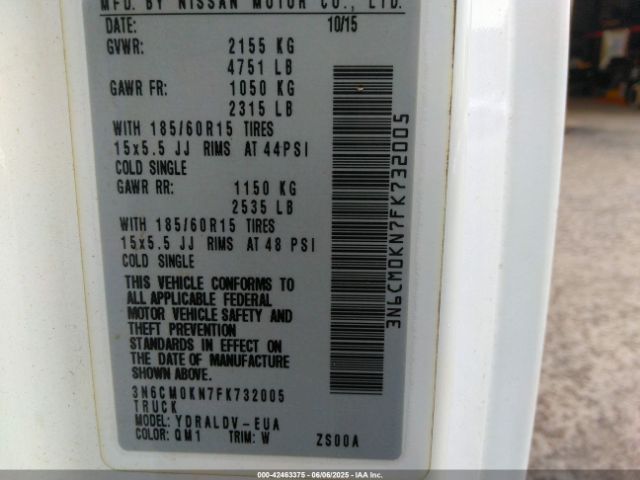 MFD. BY NISSAN MOTOR CO., LTD.
DATE: 10/15
GVWR: 2155 KG
4751 LB
GAWR FR: 1050 KG
2315 LB
WITH 185/60R15 TIRES
15x5.5 JJ RIMS AT 44PSI
COLD SINGLE
GAWR RR: 1150 KG
2535 LB
WITH 185/60R15 TIRES
15x5.5 JJ RIMS AT 48 PSI
COLD SINGLE
THIS VEHICLE CONFORMS TO
ALL APPLICABLE FEDERAL
MOTOR VEHICLE SAFETY AND
THEFT PREVENTION
STANDARDS IN EFFECT ON
THE DATE OF MANUFACTURE
SHOWN ABOVE.
3N6CM0KN7FK732005
TRUCK
MODEL: YDRALDV-EUA
COLOR: QM1 TRIM: W ZS00A
3N6CM0KN7FK732005
000-42463375 - 06/06/2025 - IAAI.com